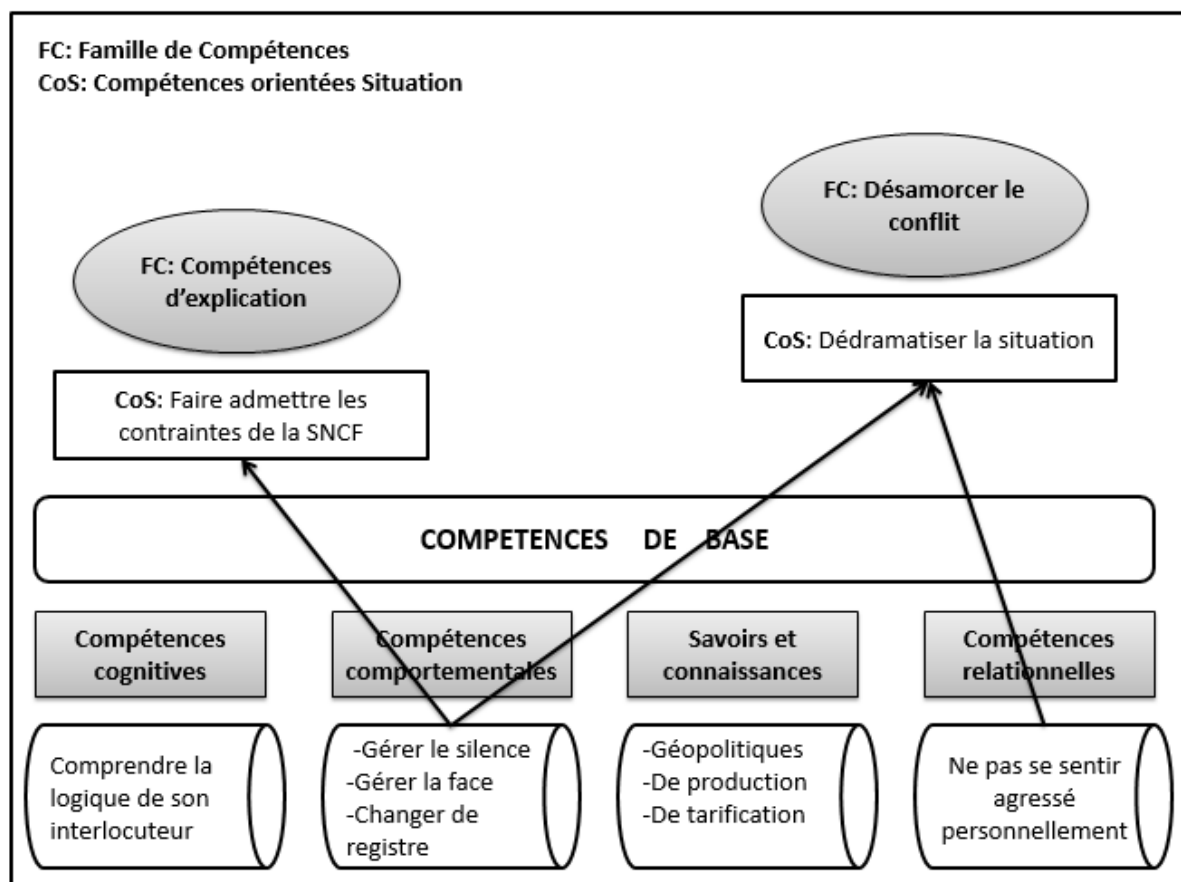 FC: Famille de Compétences
CoS: Compétences orientées Situation
FC: Désamorcer le
conflit
FC: Compétences
d’explication
CoS: Dédramatiser la situation
CoS: Faire admettre les
contraintes de la SNCF
COMPETENCES DE BASE
Compétences
cognitives
Compétences
comportementales
Savoirs et
connaissances
Compétences
relationnelles
Comprendre la
logique de son
interlocuteur
-Gérer le silence
-Gérer la face
-Changer de
registre
-Géopolitiques
-De production
-De tarification
Ne pas se sentir
agressé
personnellement